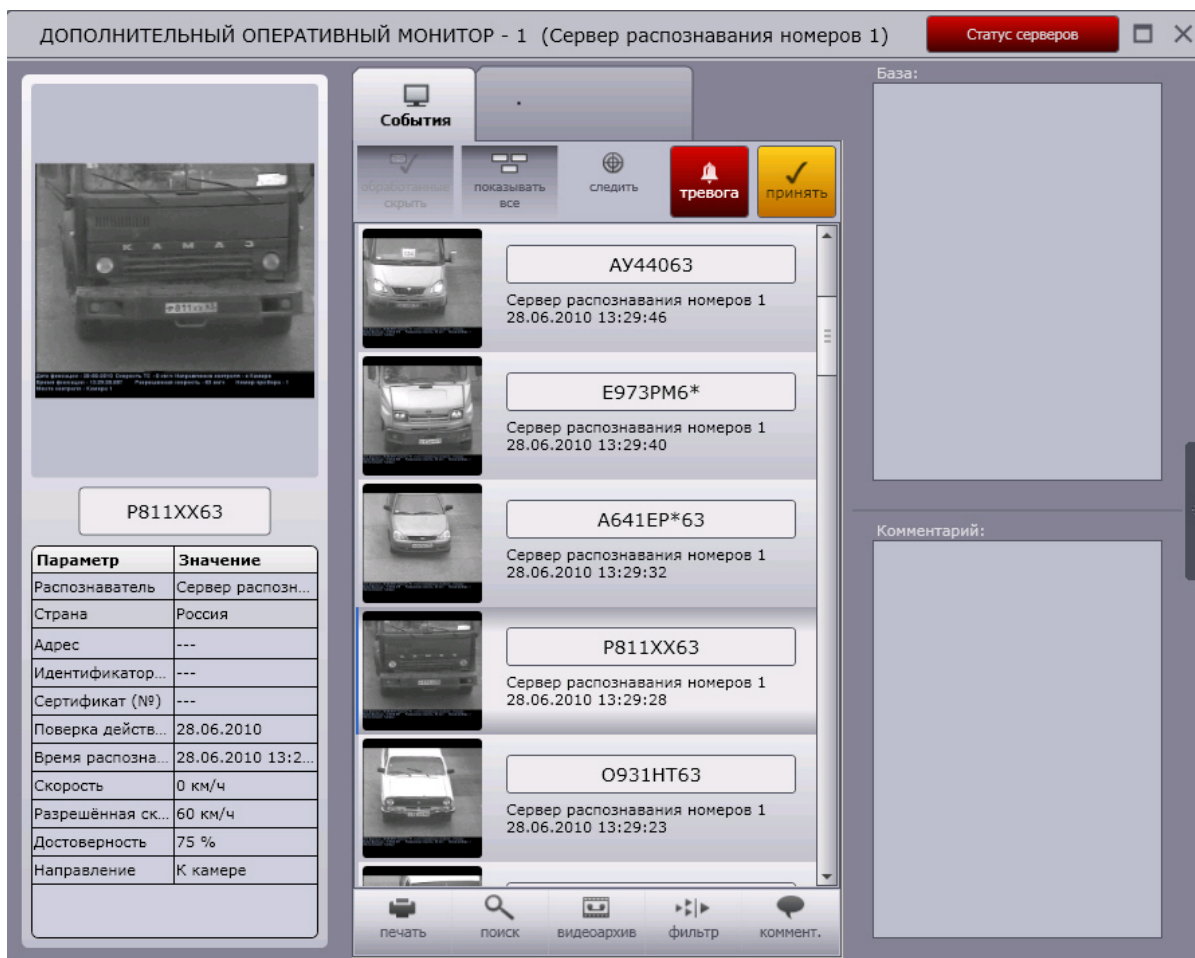 ДОПОЛНИТЕЛЬНЫЙ ОПЕРАТИВНЫЙ МОНИТОР - 1 (Сервер распознавания номеров 1)
Статус серверов
КАМАЗ
Р811ХХ63
Параметр Значение
Распознаватель Сервер распозн...
Страна Россия
Адрес ---
Идентификатор... ---
Сертификат (№) ---
Поверка действ... 28.06.2010
Время распозна... 28.06.2010 13:2...
Скорость 0 км/ч
Разрешённая ск... 60 км/ч
Достоверность 75 %
Направление К камере
События
.
обработанные
скрыть
показывать
все
следить
тревога
принять
АУ44063
Сервер распознавания номеров 1
28.06.2010 13:29:46
Е973РМ6*
Сервер распознавания номеров 1
28.06.2010 13:29:40
А641ЕР*63
Сервер распознавания номеров 1
28.06.2010 13:29:32
Р811ХХ63
Сервер распознавания номеров 1
28.06.2010 13:29:28
О931НТ63
Сервер распознавания номеров 1
28.06.2010 13:29:23
печать
поиск
видеоархив
фильтр
коммент.
База:
Комментарий: